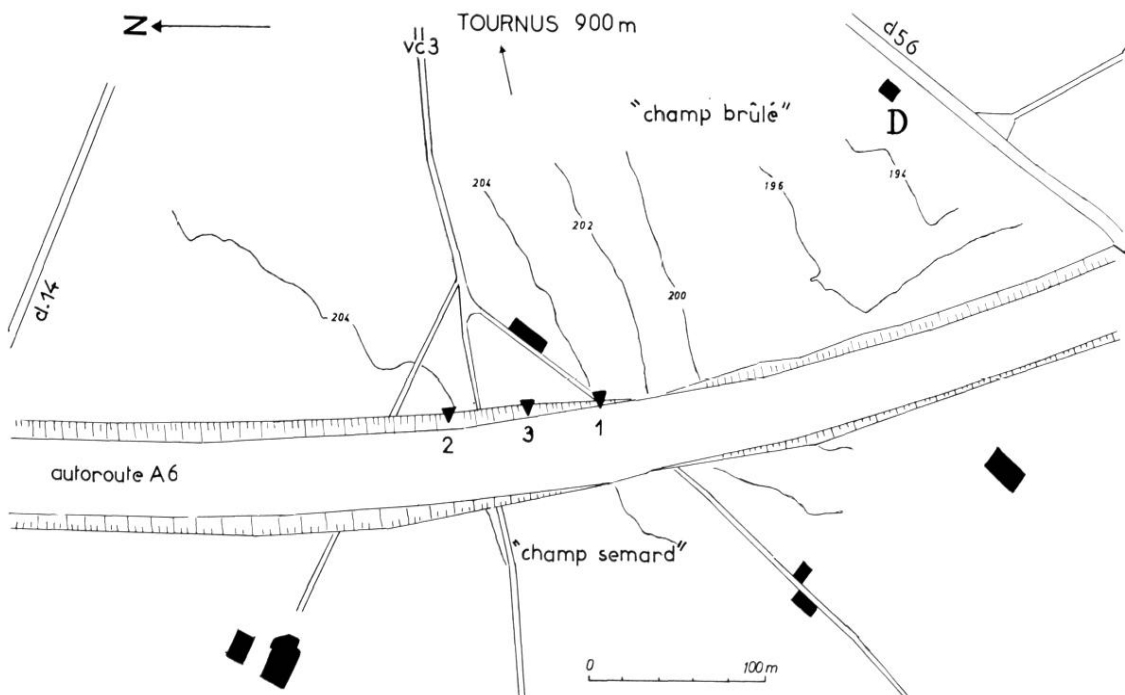 N
TOURNUS 900 m
vc3
d56
"champ brûlé"
D
204
202
196
194
200
d.14
204
2
3
1
autoroute A6
"champ semard"
0
100 m